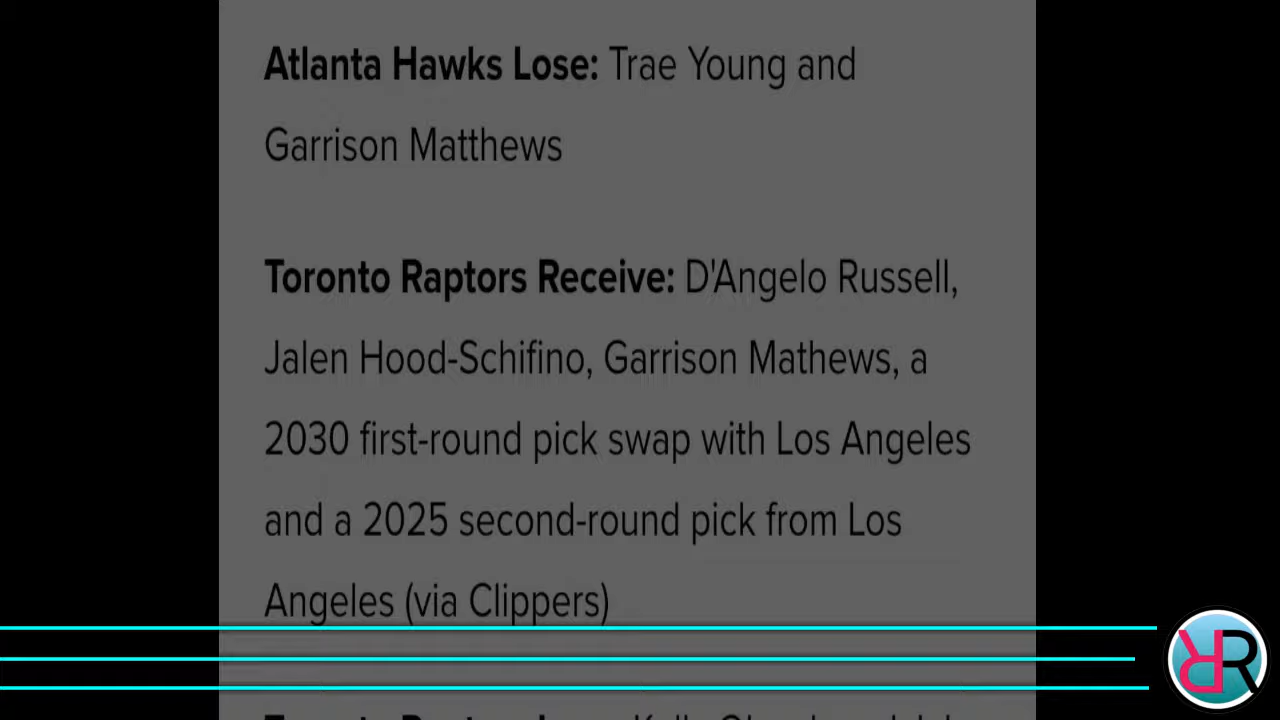 Atlanta Hawks Lose: Trae Young and
Garrison Matthews
Toronto Raptors Receive: D'Angelo Russell,
Jalen Hood-Schifino, Garrison Mathews, a
2030 first-round pick swap with Los Angeles
and a 2025 second-round pick from Los
Angeles (via Clippers)
RR